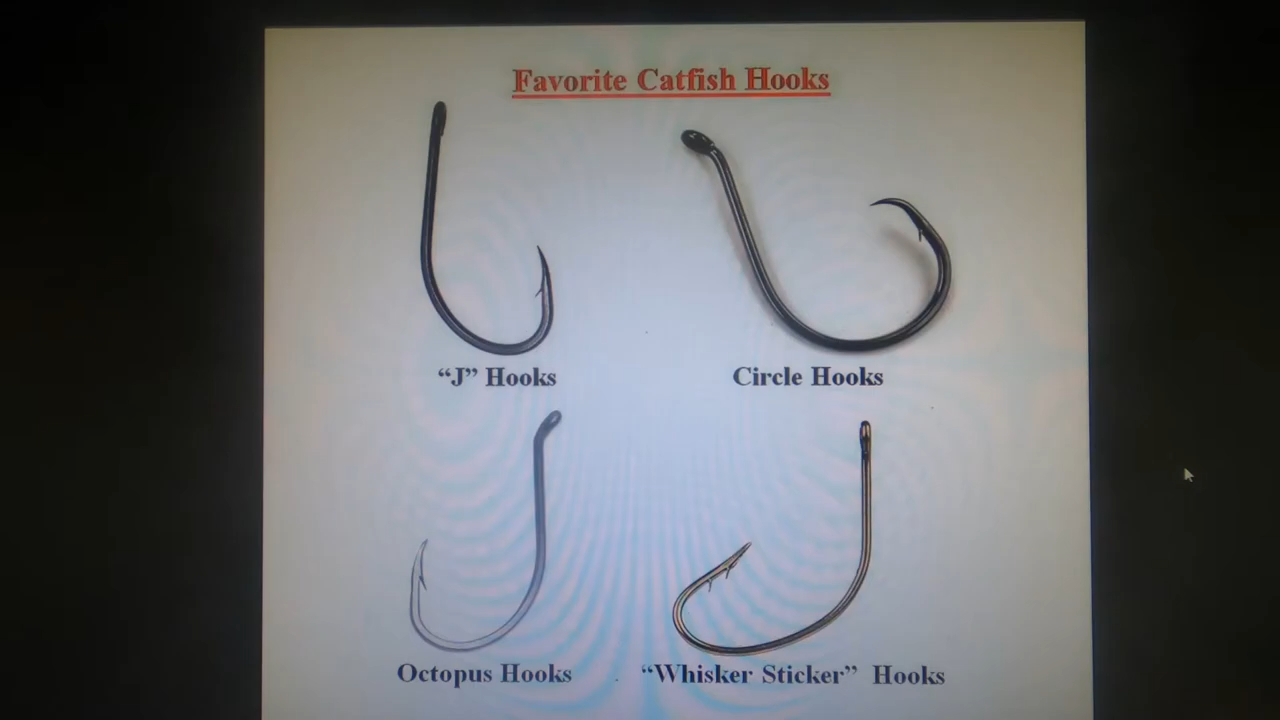 Favorite Catfish Hooks
“J” Hooks
Circle Hooks
Octopus Hooks
“Whisker Sticker” Hooks